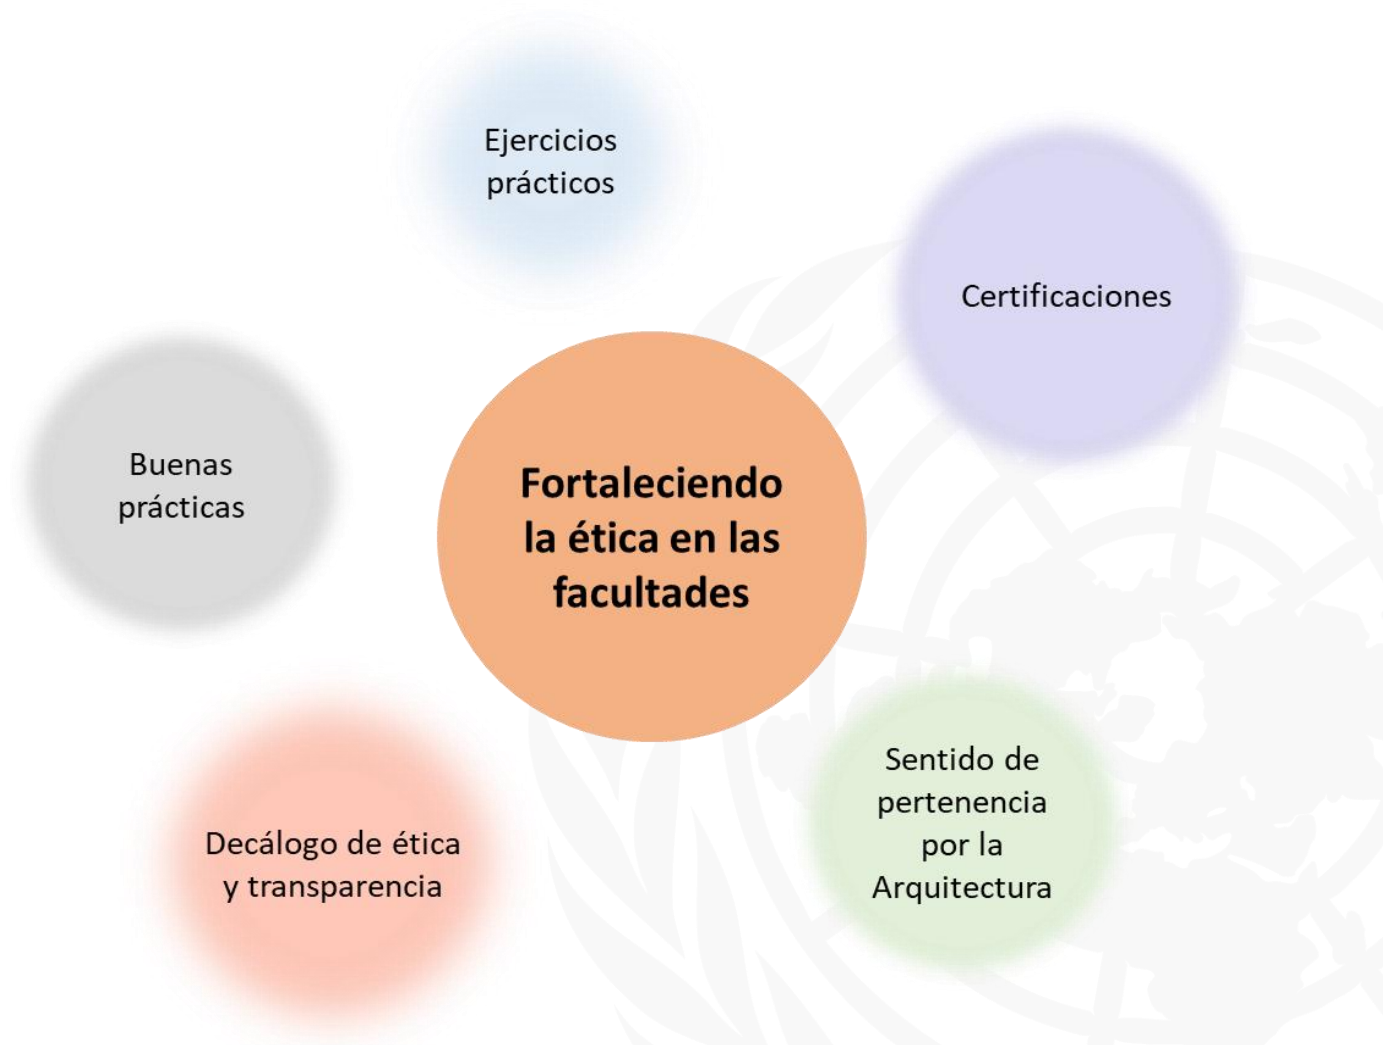 Ejercicios
prácticos
Certificaciones
Buenas
prácticas
Fortaleciendo
la ética en las
facultades
Sentido de
pertenencia
por la
Arquitectura
Decálogo de ética
y transparencia